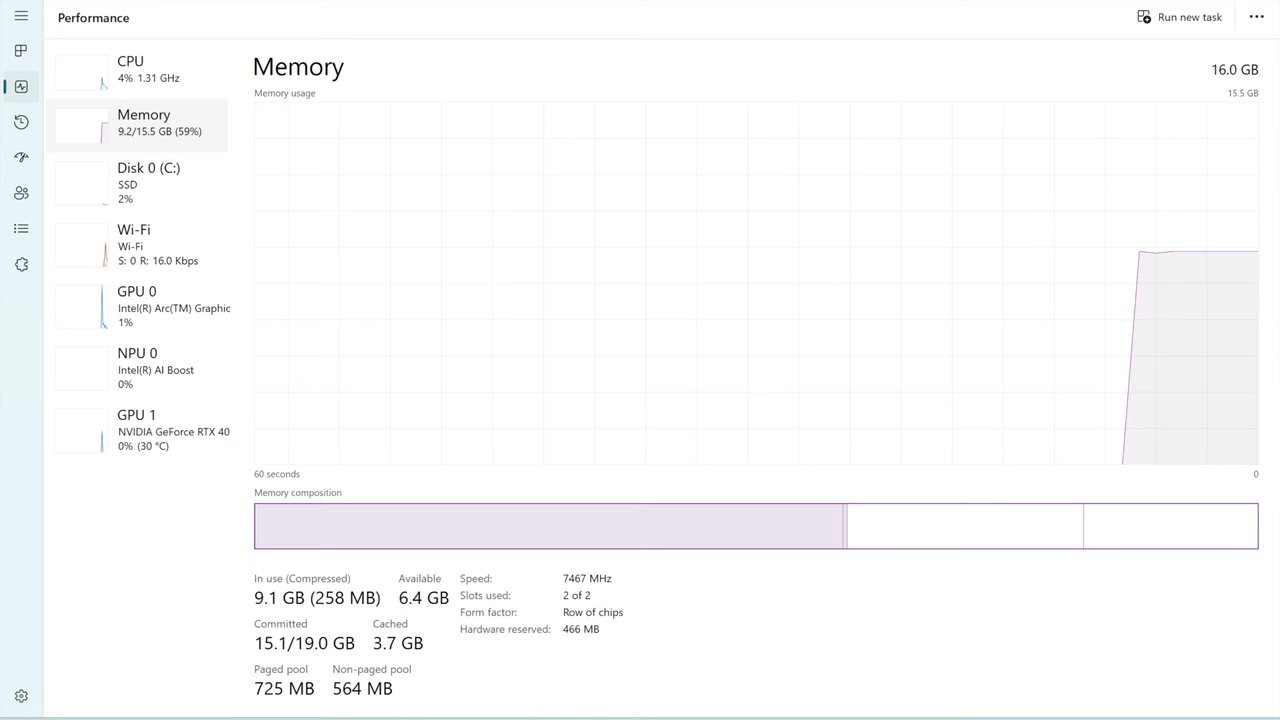 Performance
Run new task
CPU
4% 1.31 GHz
Memory
9.2/15.5 GB (59%)
Disk 0 (C:)
SSD
2%
Wi-Fi
Wi-Fi
S: 0 R: 16.0 Kbps
GPU 0
Intel(R) Arc(TM) Graphic
1%
NPU 0
Intel(R) AI Boost
0%
GPU 1
NVIDIA GeForce RTX 40
0% (30 °C)
Memory 16.0 GB
Memory usage 15.5 GB
60 seconds 0
Memory composition
In use (Compressed) Available
9.1 GB (258 MB) 6.4 GB
Committed Cached
15.1/19.0 GB 3.7 GB
Paged pool Non-paged pool
725 MB 564 MB
Speed: 7467 MHz
Slots used: 2 of 2
Form factor: Row of chips
Hardware reserved: 466 MB